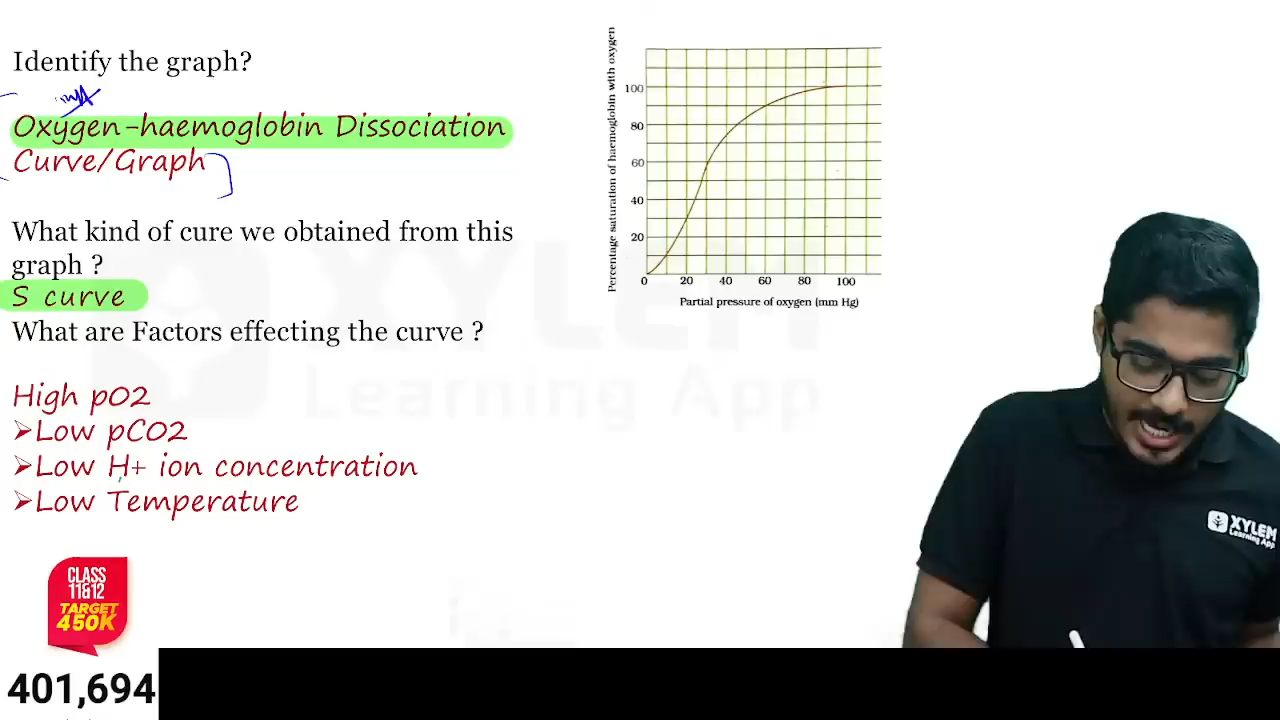 Identify the graph?
Oxygen-haemoglobin Dissociation
Curve/Graph
What kind of cure we obtained from this
graph ?
S curve
What are Factors effecting the curve ?
High pO2
➢Low pCO2
➢Low H+ ion concentration
➢Low Temperature
Percentage saturation of haemoglobin with oxygen
100
80
60
40
20
0 20 40 60 80 100
Partial pressure of oxygen (mm Hg)
XYLEM
Learning App
XYLEM
Learning App
CLASS
11&12
TARGET
450K
401,694